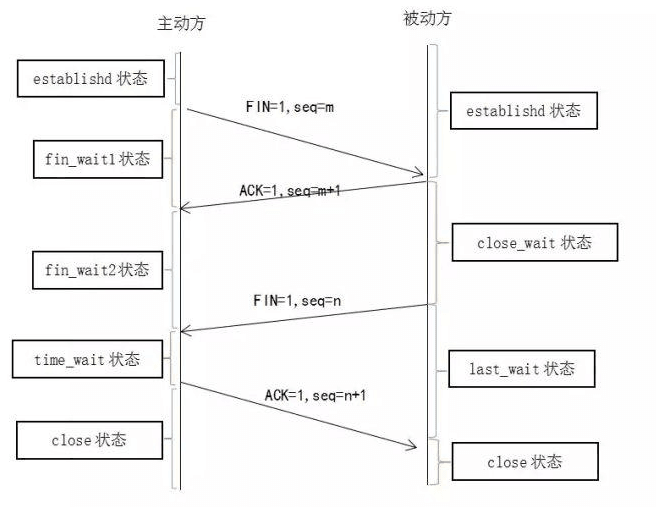 主动方
被动方
establishd 状态
FIN=1,seq=m
establishd 状态
fin_wait1 状态
ACK=1,seq=m+1
close_wait 状态
fin_wait2 状态
FIN=1,seq=n
time_wait 状态
last_wait 状态
ACK=1,seq=n+1
close 状态
close 状态